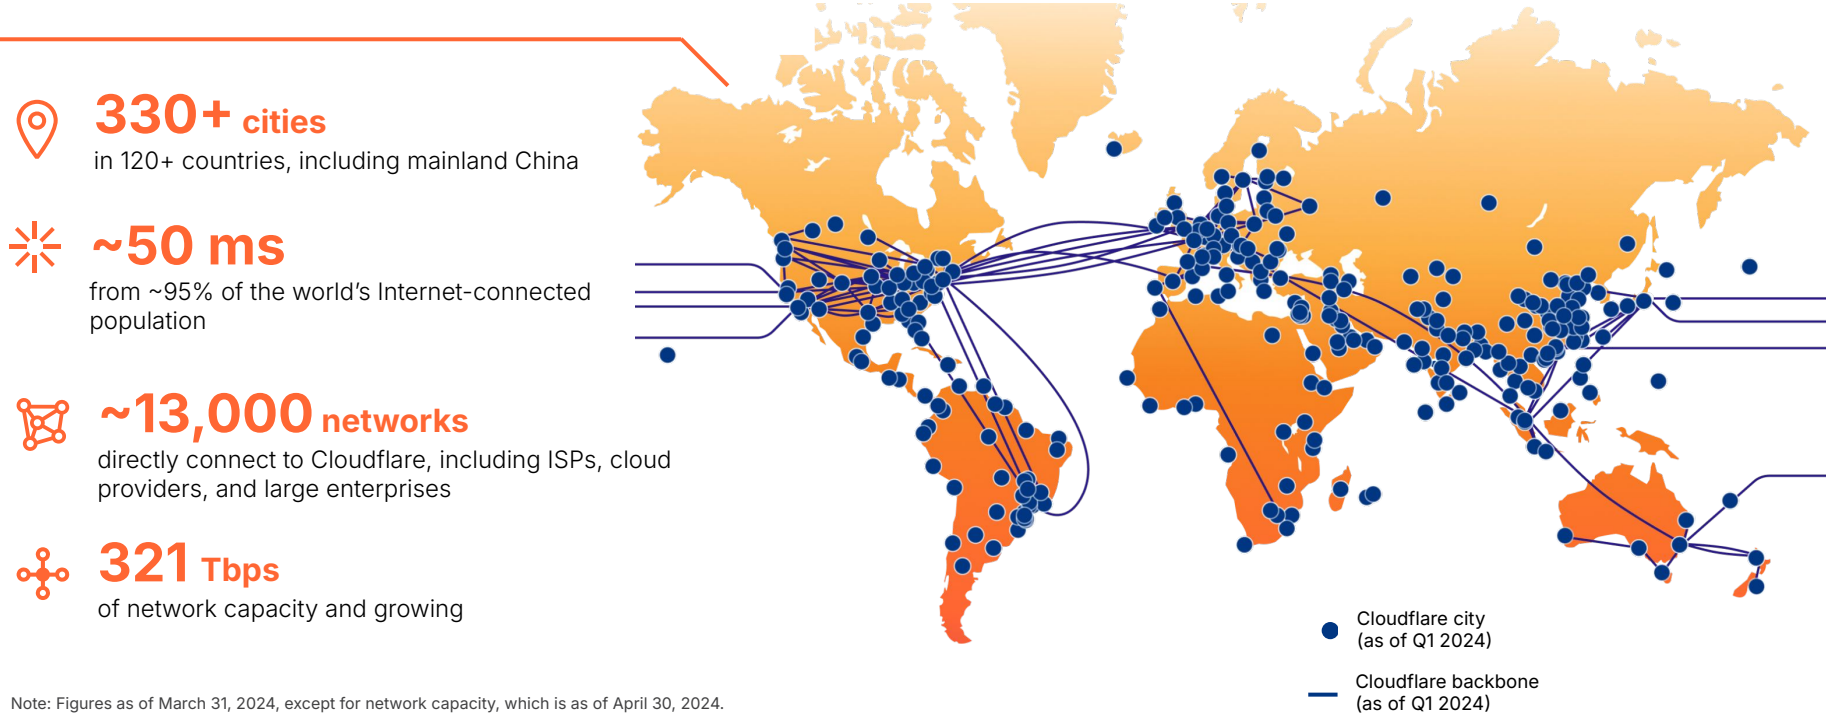 330+ cities
in 120+ countries, including mainland China
~50 ms
from ~95% of the world's Internet-connected
population
~13,000 networks
directly connect to Cloudflare, including ISPs, cloud
providers, and large enterprises
321 Tbps
of network capacity and growing
Cloudflare city
(as of Q1 2024)
Cloudflare backbone
(as of Q1 2024)
Note: Figures as of March 31, 2024, except for network capacity, which is as of April 30, 2024.